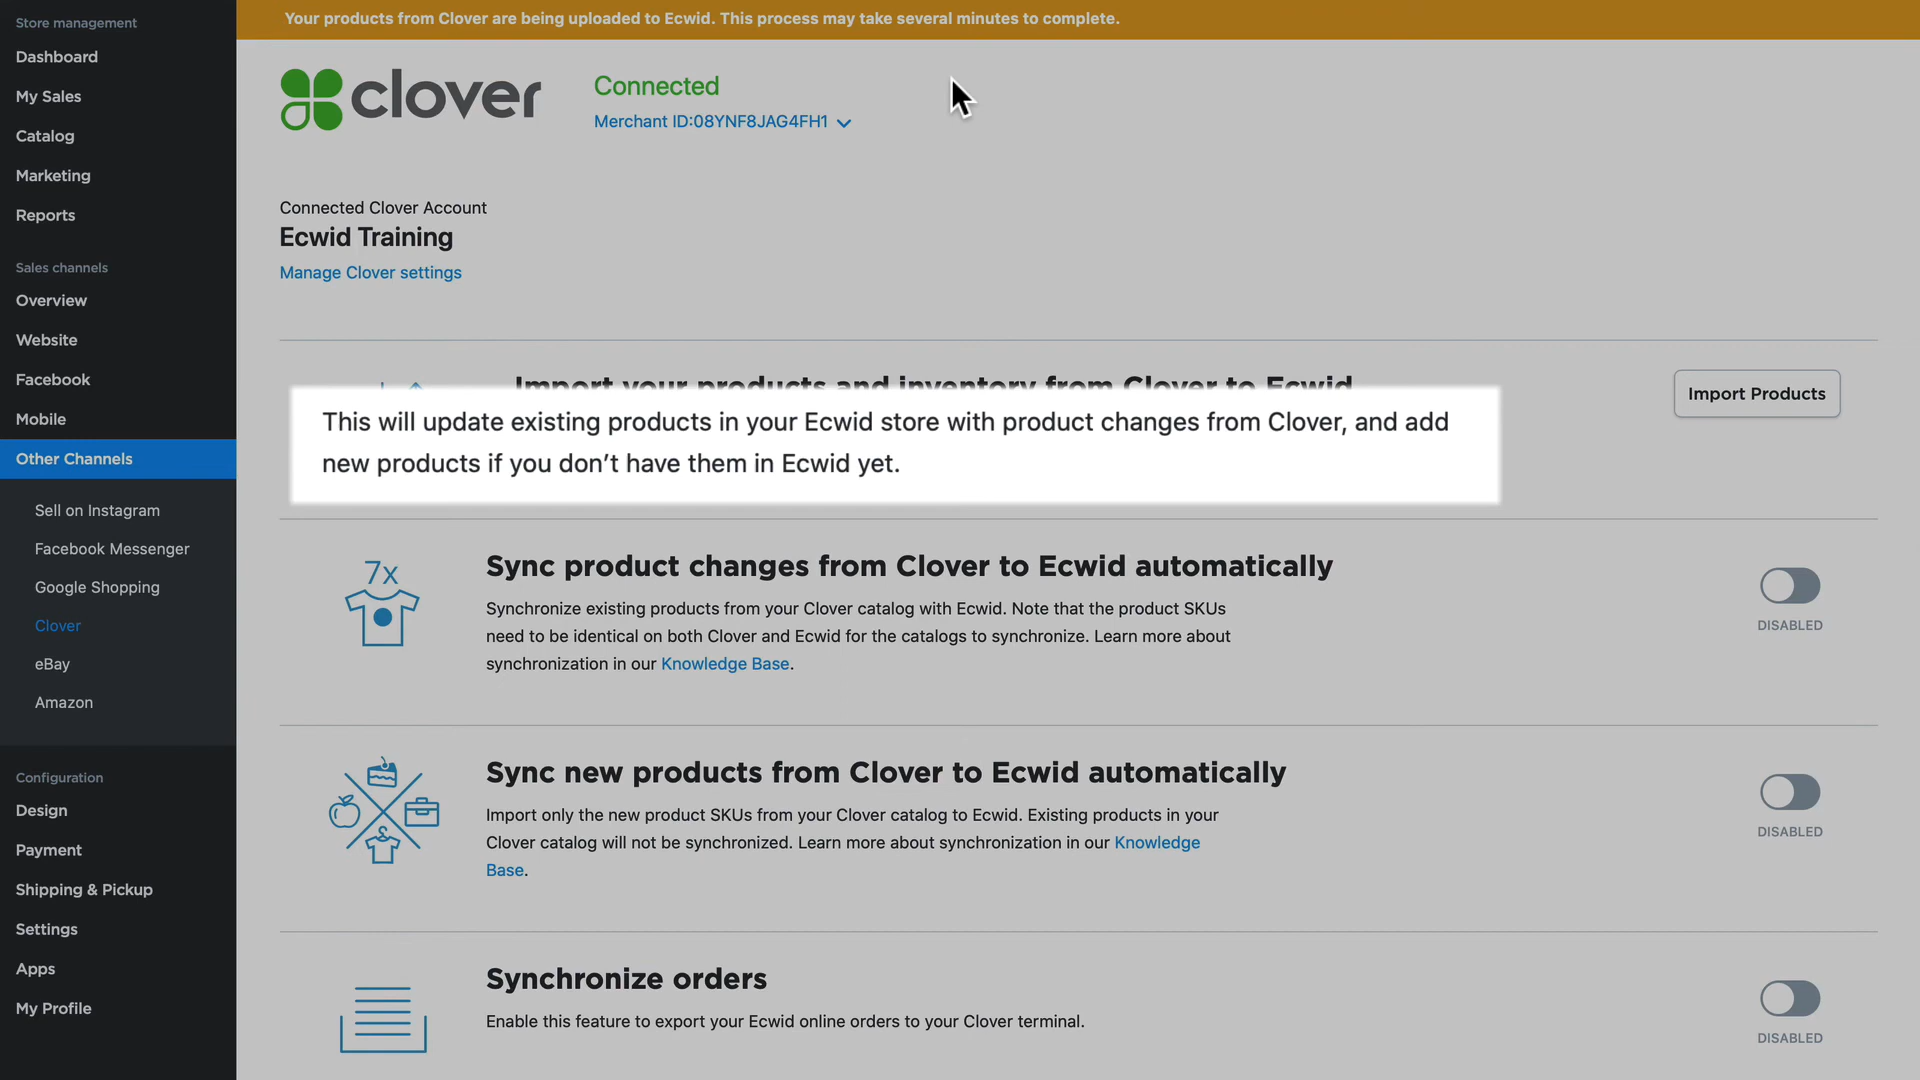 Your products from Clover are being uploaded to Ecwid. This process may take several minutes to complete.
Store management
Dashboard
My Sales
Catalog
Marketing
Reports
Sales channels
Overview
Website
Facebook
Mobile
Other Channels
Sell on Instagram
Facebook Messenger
Google Shopping
Clover
eBay
Amazon
Configuration
Design
Payment
Shipping & Pickup
Settings
Apps
My Profile
clover
Connected
Merchant ID:08YNF8JAG4FH1
Connected Clover Account
Ecwid Training
Manage Clover settings
Import your products and inventory from Clover to Ecwid
Import Products
This will update existing products in your Ecwid store with product changes from Clover, and add
new products if you don’t have them in Ecwid yet.
7x
Sync product changes from Clover to Ecwid automatically
Synchronize existing products from your Clover catalog with Ecwid. Note that the product SKUs
need to be identical on both Clover and Ecwid for the catalogs to synchronize. Learn more about
synchronization in our Knowledge Base.
DISABLED
Sync new products from Clover to Ecwid automatically
Import only the new product SKUs from your Clover catalog to Ecwid. Existing products in your
Clover catalog will not be synchronized. Learn more about synchronization in our Knowledge
Base.
DISABLED
Synchronize orders
Enable this feature to export your Ecwid online orders to your Clover terminal.
DISABLED